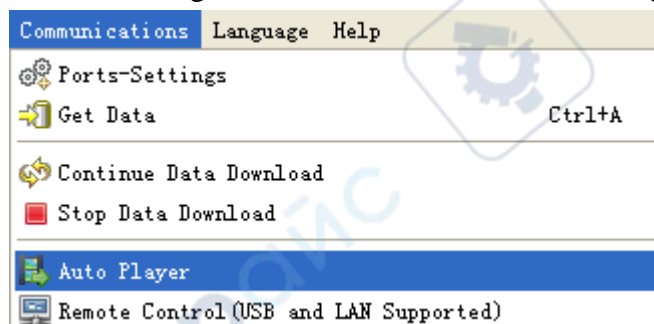 Communications Language Help
Ports-Settings
Get Data Ctrl+A
Continue Data Download
Stop Data Download
Auto Player
Remote Control(USB and LAN Supported)